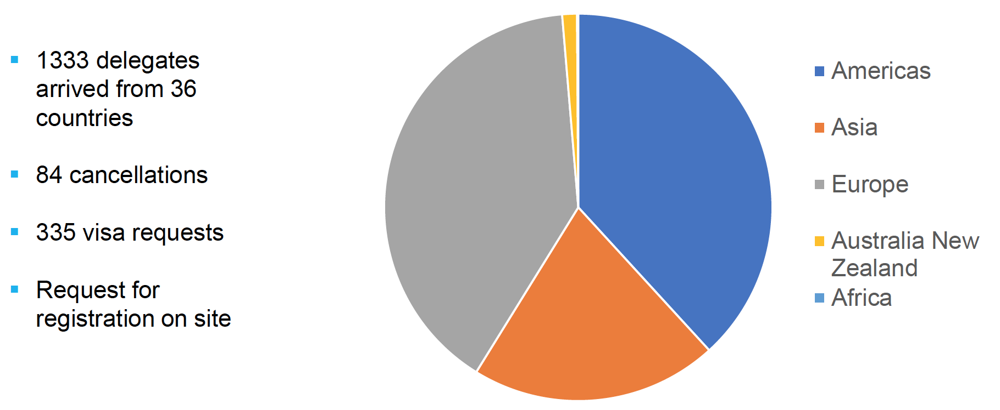 1333 delegates
arrived from 36
countries
84 cancellations
335 visa requests
Request for
registration on site
Americas
Asia
Europe
Australia New
Zealand
Africa